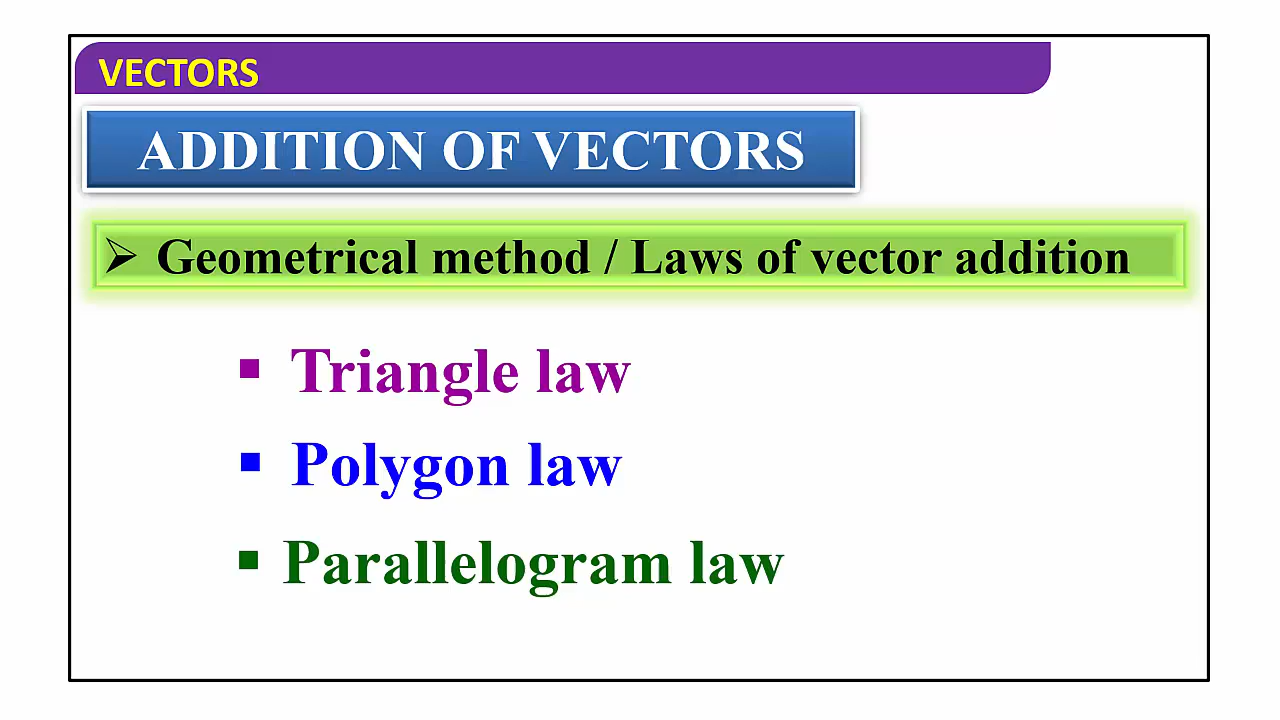 VECTORS
ADDITION OF VECTORS
➢ Geometrical method / Laws of vector addition
▪ Triangle law
▪ Polygon law
▪ Parallelogram law